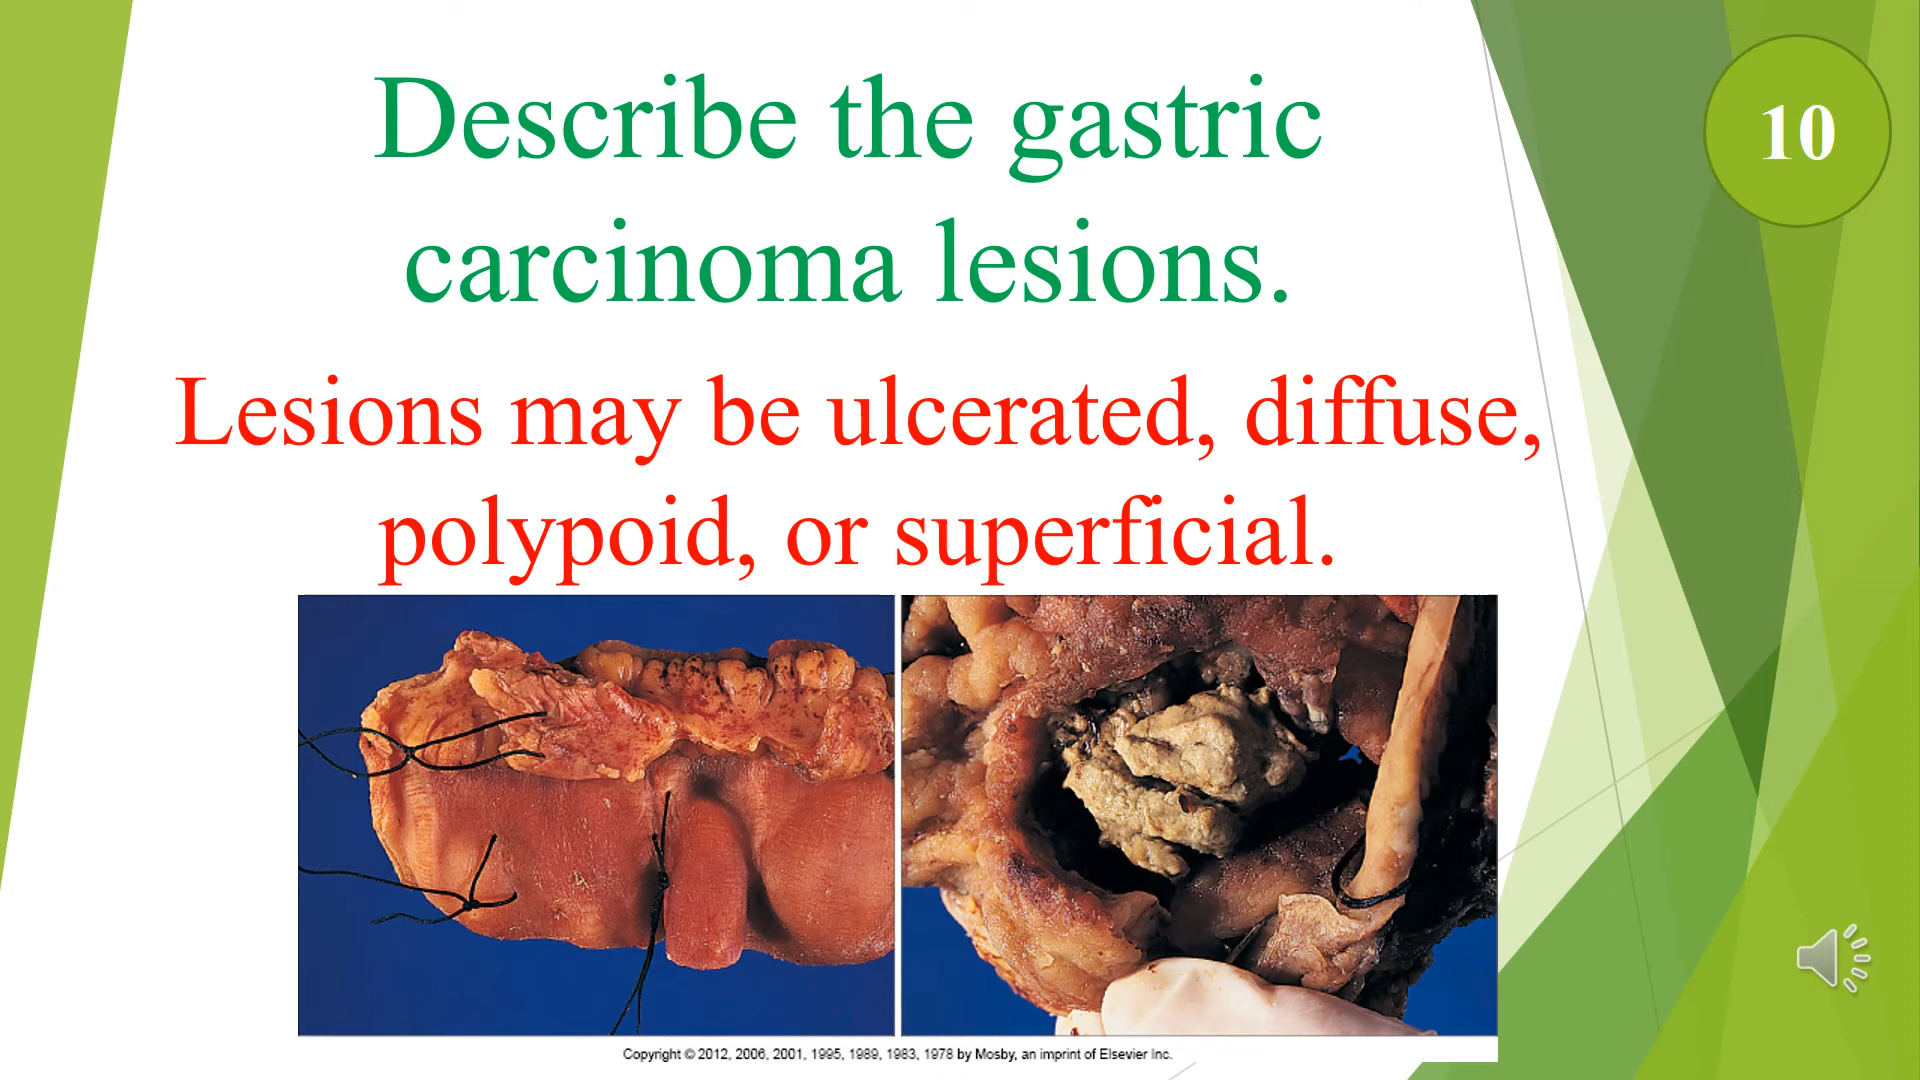 Describe the gastric
carcinoma lesions.
10
Lesions may be ulcerated, diffuse,
polypoid, or superficial.
Copyright © 2012, 2006, 2001, 1995, 1989, 1983, 1978 by Mosby, an imprint of Elsevier Inc.